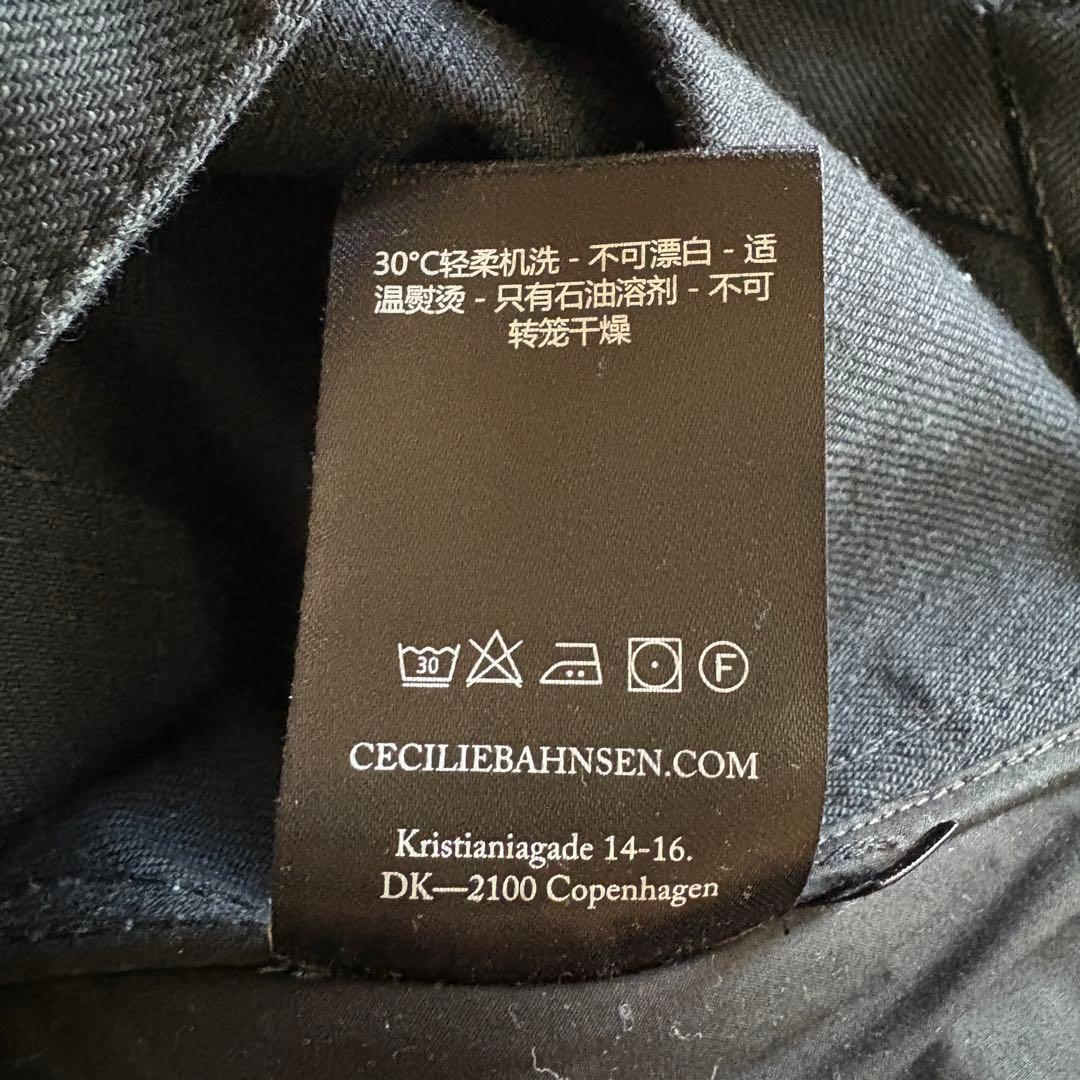 30°C轻柔机洗 - 不可漂白 - 适
温熨烫 - 只有石油溶剂 - 不可
转笼干燥
30
F
CECILIEBAHNSEN.COM
Kristianiagade 14-16.
DK—2100 Copenhagen